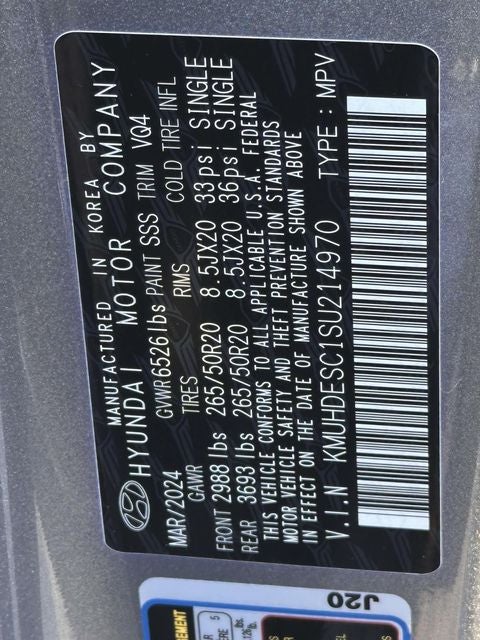 MANUFACTURED IN KOREA BY
HYUNDAI MOTOR COMPANY
MAR/2024 GVWR 6526 lbs PAINT SSS TRIM VQ4
GAWR TIRES RIMS COLD TIRE INFL
FRONT 2988 lbs 265/50R20 8.5JX20 33psi SINGLE
REAR 3693 lbs 265/50R20 8.5JX20 36psi SINGLE
THIS VEHICLE CONFORMS TO ALL APPLICABLE U.S.A. FEDERAL
MOTOR VEHICLE SAFETY AND THEFT PREVENTION STANDARDS
IN EFFECT ON THE DATE OF MANUFACTURE SHOWN ABOVE
V.I.N KMUHDESC1SU214970 TYPE : MPV
J20
5